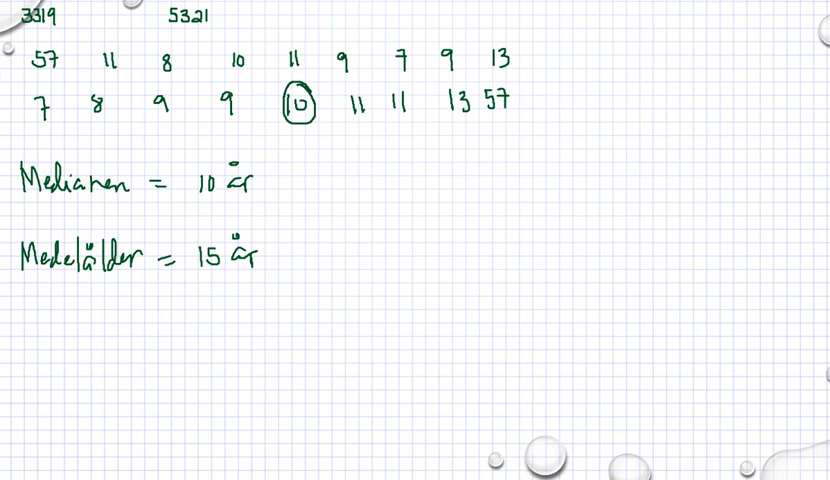 3319 5321
57 11 8 10 11 9 7 9 13
7 8 9 9 10 11 11 13 57
Medianen = 10 år
Medelålder = 15 år